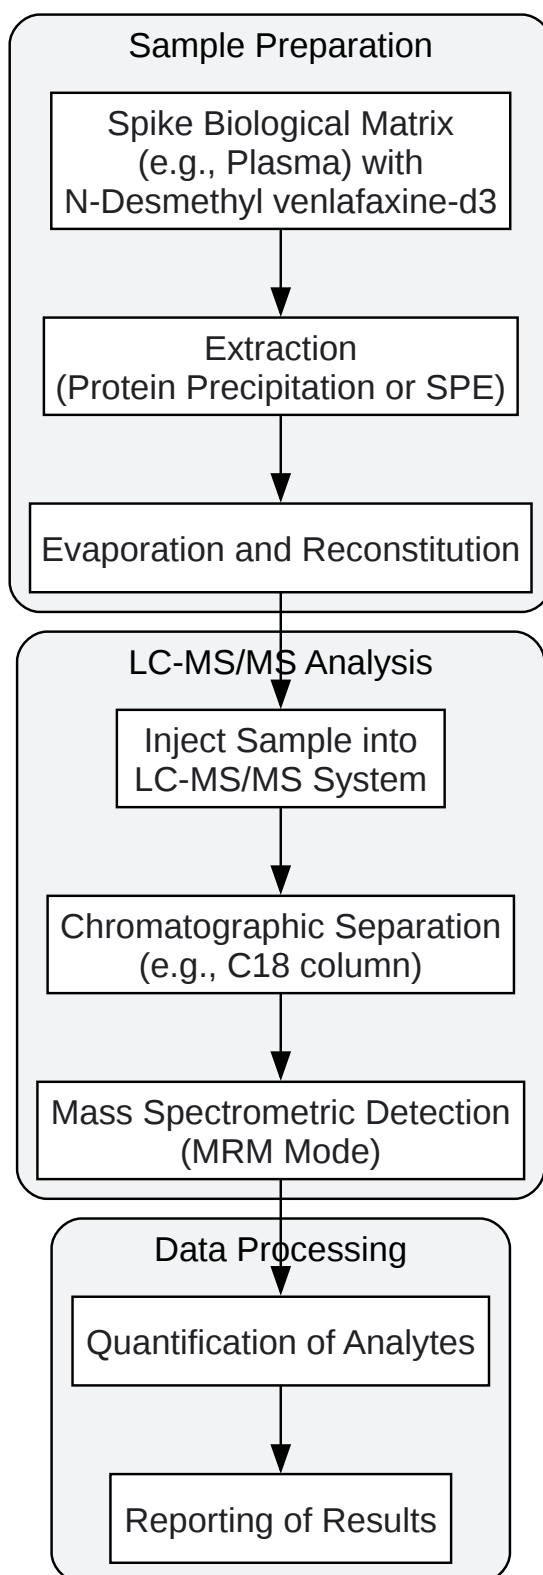 Sample Preparation
Spike Biological Matrix
(e.g., Plasma) with
N-Desmethyl venlafaxine-d3
Extraction
(Protein Precipitation or SPE)
Evaporation and Reconstitution
LC-MS/MS Analysis
Inject Sample into
LC-MS/MS System
Chromatographic Separation
(e.g., C18 column)
Mass Spectrometric Detection
(MRM Mode)
Data Processing
Quantification of Analytes
Reporting of Results